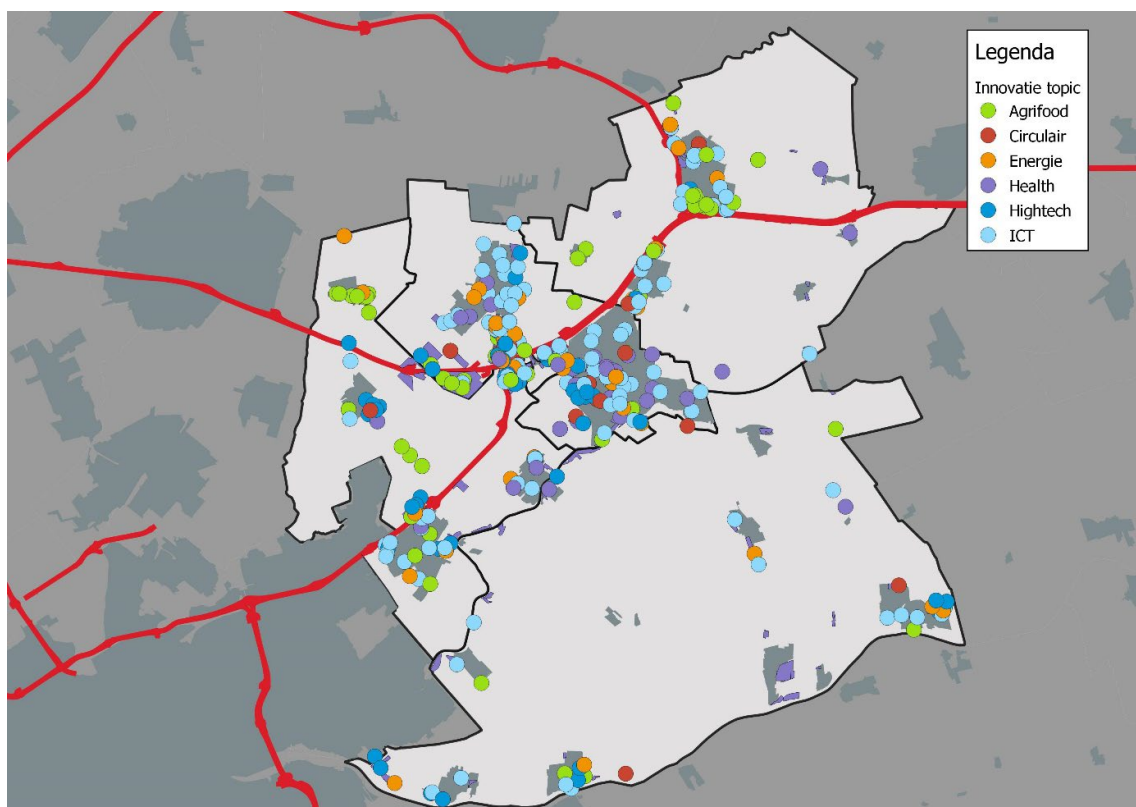 Legenda
Innovatie topic
Agrifood
Circulair
Energie
Health
Hightech
ICT